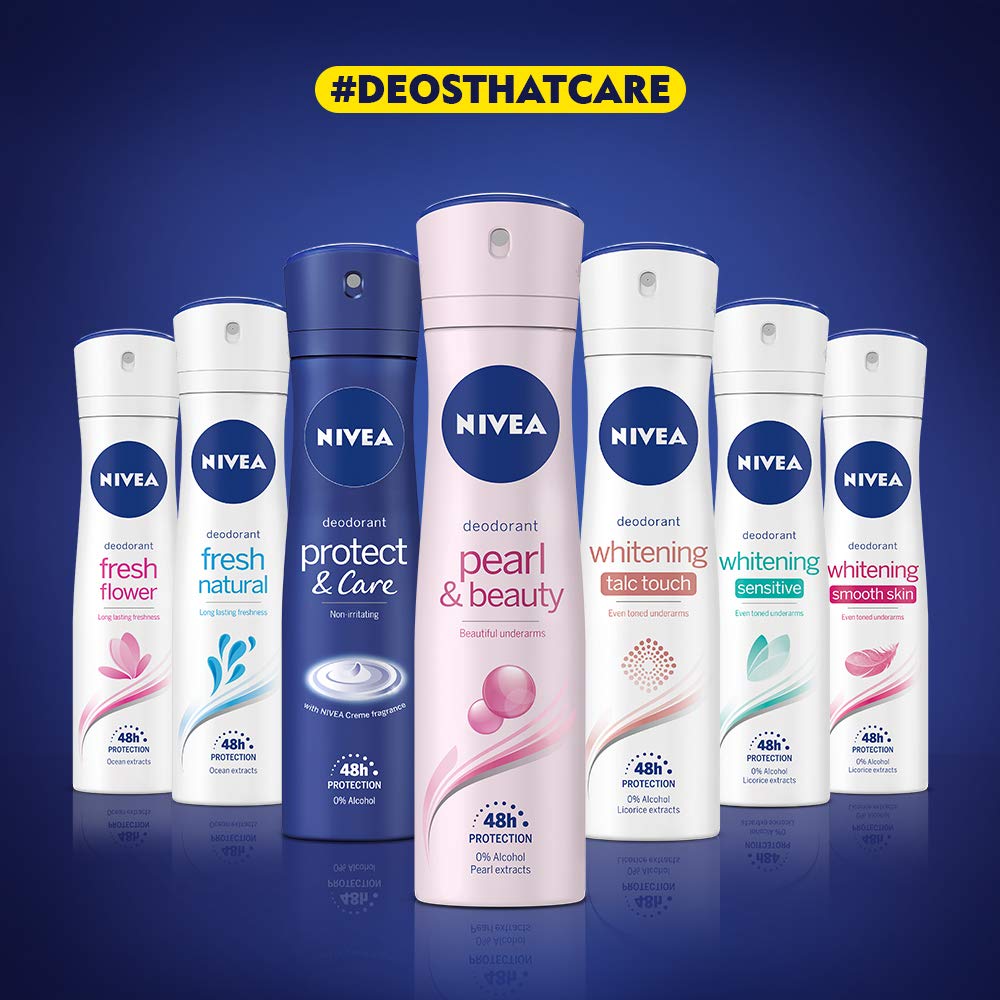 #DEOSTHATCARE
NIVEA
deodorant
fresh
flower
Long lasting freshness
48h
PROTECTION
Ocean extracts
NIVEA
deodorant
fresh
natural
Long lasting freshness
48h
PROTECTION
Ocean extracts
NIVEA
deodorant
protect
& Care
Non-irritating
with NIVEA Creme fragrance
48h
PROTECTION
0% Alcohol
NIVEA
deodorant
pearl
& beauty
Beautiful underarms
48h
PROTECTION
0% Alcohol
Pearl extracts
NIVEA
deodorant
whitening
talc touch
Even toned underarms
48h
PROTECTION
0% Alcohol
Licorice extracts
NIVEA
deodorant
whitening
sensitive
Even toned underarms
48h
PROTECTION
0% Alcohol
Licorice extracts
NIVEA
deodorant
whitening
smooth skin
Even toned underarms
48h
PROTECTION
0% Alcohol
Licorice extracts